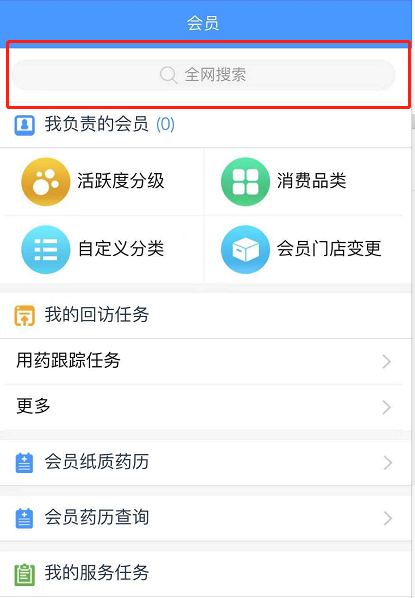 会员
全网搜索
我负责的会员 (0)
活跃度分级
消费品类
自定义分类
会员门店变更
我的回访任务
用药跟踪任务
更多
会员纸质药历
会员药历查询
我的服务任务